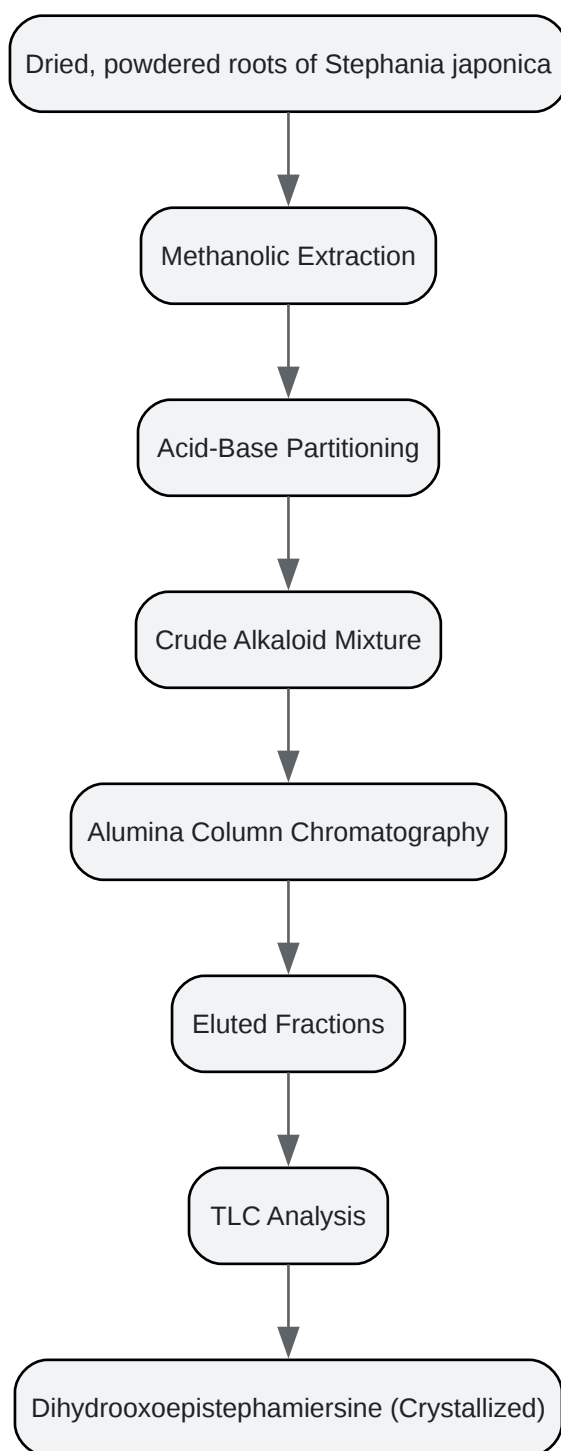 Dried, powdered roots of Stephania japonica
Methanolic Extraction
Acid-Base Partitioning
Crude Alkaloid Mixture
Alumina Column Chromatography
Eluted Fractions
TLC Analysis
Dihydrooxoepistephamiersine (Crystallized)